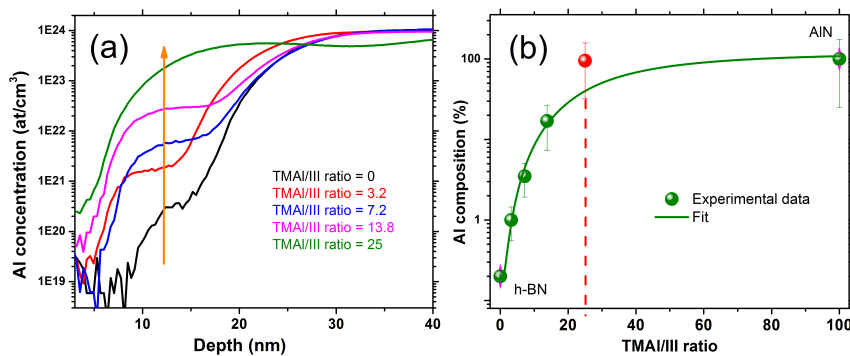 (a)
1E24
1E23
1E22
1E21
1E20
1E19
Al concentration (at/cm³)
TMAl/III ratio = 0
TMAl/III ratio = 3.2
TMAl/III ratio = 7.2
TMAl/III ratio = 13.8
TMAl/III ratio = 25
10
20
30
40
Depth (nm)
(b)
AlN
100
1
Al composition (%)
Experimental data
Fit
h-BN
0
20
40
60
80
100
TMAl/III ratio